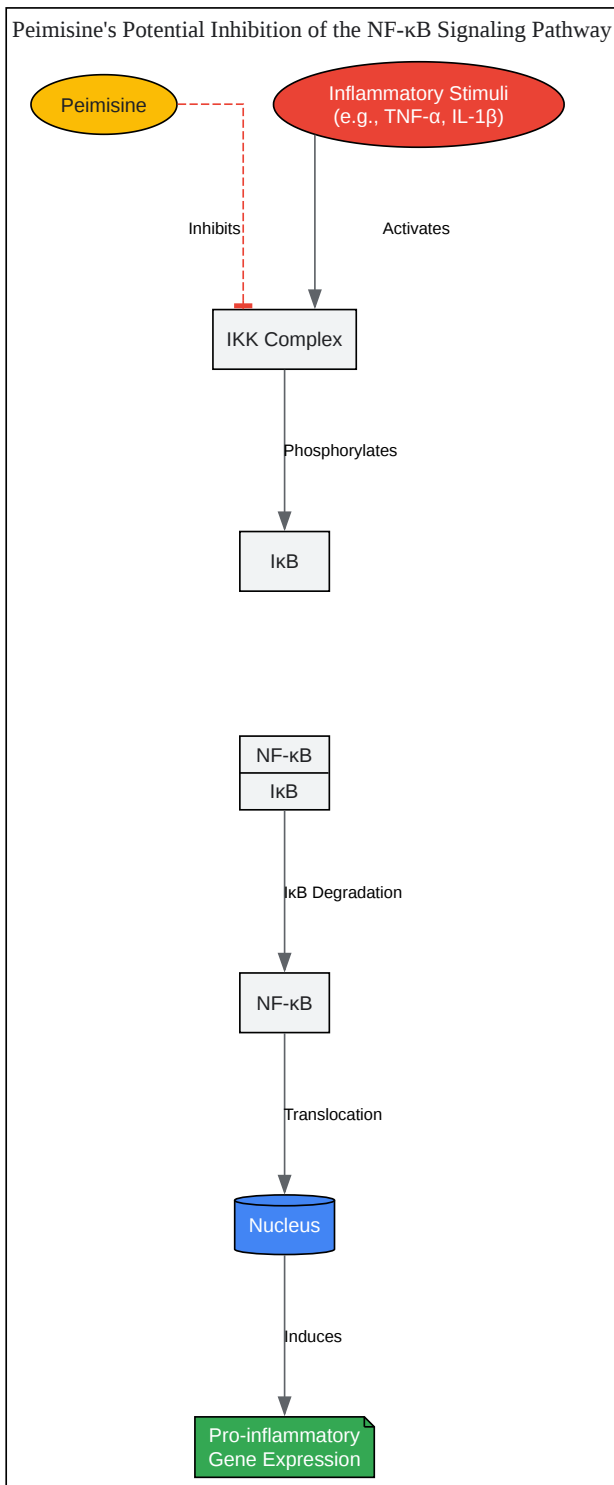 Peimisine's Potential Inhibition of the NF-κB Signaling Pathway
Peimisine
Inflammatory Stimuli
(e.g., TNF-α, IL-1β)
Inhibits
Activates
IKK Complex
Phosphorylates
IκB
NF-κB
IκB
IκB Degradation
NF-κB
Translocation
Nucleus
Induces
Pro-inflammatory
Gene Expression